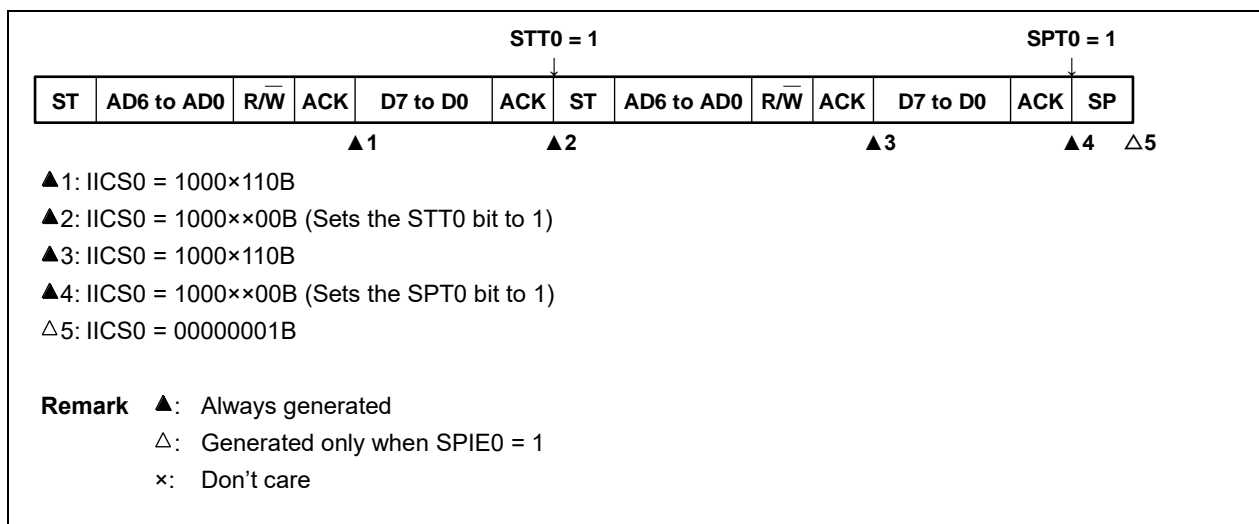 STT0 = 1 SPT0 = 1
↓ ↓
ST AD6 to AD0 R/W̅ ACK D7 to D0 ACK ST AD6 to AD0 R/W̅ ACK D7 to D0 ACK SP
▲1 ▲2 ▲3 ▲4 △5
▲1: IICS0 = 1000×110B
▲2: IICS0 = 1000××00B (Sets the STT0 bit to 1)
▲3: IICS0 = 1000×110B
▲4: IICS0 = 1000××00B (Sets the SPT0 bit to 1)
△5: IICS0 = 00000001B
Remark ▲: Always generated
△: Generated only when SPIE0 = 1
×: Don’t care